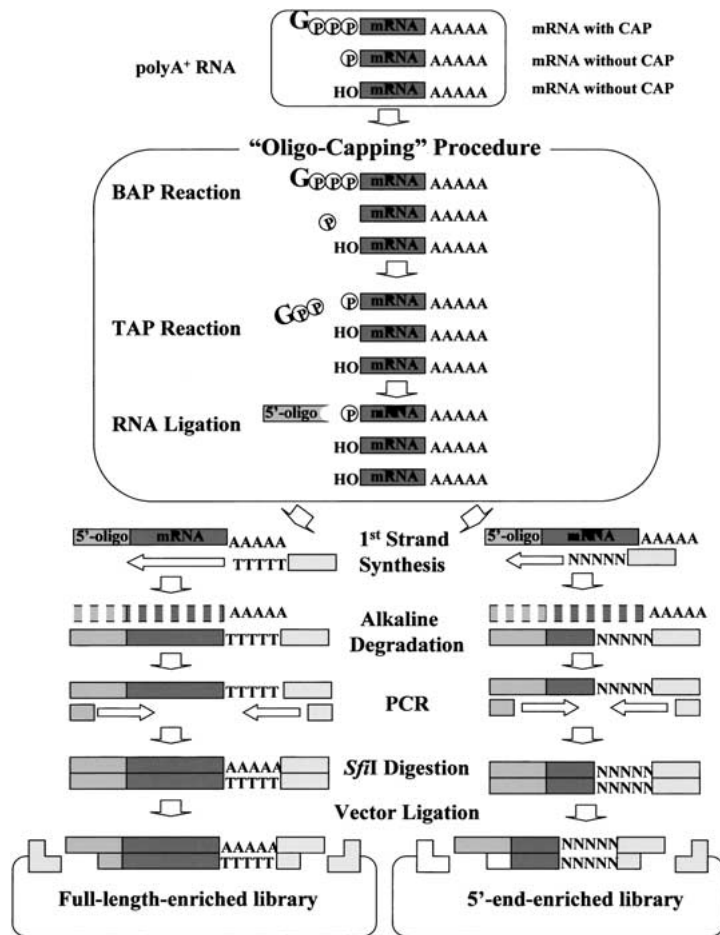 GPPP mRNA AAAAA mRNA with CAP
polyA+ RNA
P mRNA AAAAA mRNA without CAP
HO mRNA AAAAA mRNA without CAP
“Oligo-Capping” Procedure
BAP Reaction
GPPP mRNA AAAAA
P mRNA AAAAA
HO mRNA AAAAA
TAP Reaction
GPP P mRNA AAAAA
HO mRNA AAAAA
HO mRNA AAAAA
RNA Ligation
5’-oligo P mRNA AAAAA
HO mRNA AAAAA
HO mRNA AAAAA
5’-oligo mRNA AAAAA
TTTTT
1st Strand
Synthesis
5’-oligo mRNA AAAAA
NNNNN
AAAAA
TTTTT
Alkaline
Degradation
AAAAA
NNNNN
TTTTT
PCR
NNNNN
AAAAA
TTTTT
SfiI Digestion
NNNNN
NNNNN
Vector Ligation
AAAAA
TTTTT
NNNNN
NNNNN
Full-length-enriched library
5’-end-enriched library